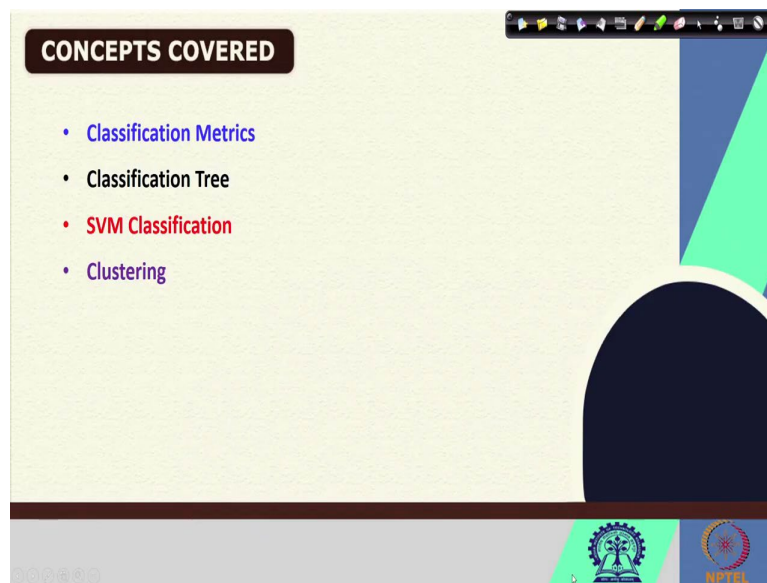 CONCEPTS COVERED
• Classification Metrics
• Classification Tree
• SVM Classification
• Clustering
NPTEL